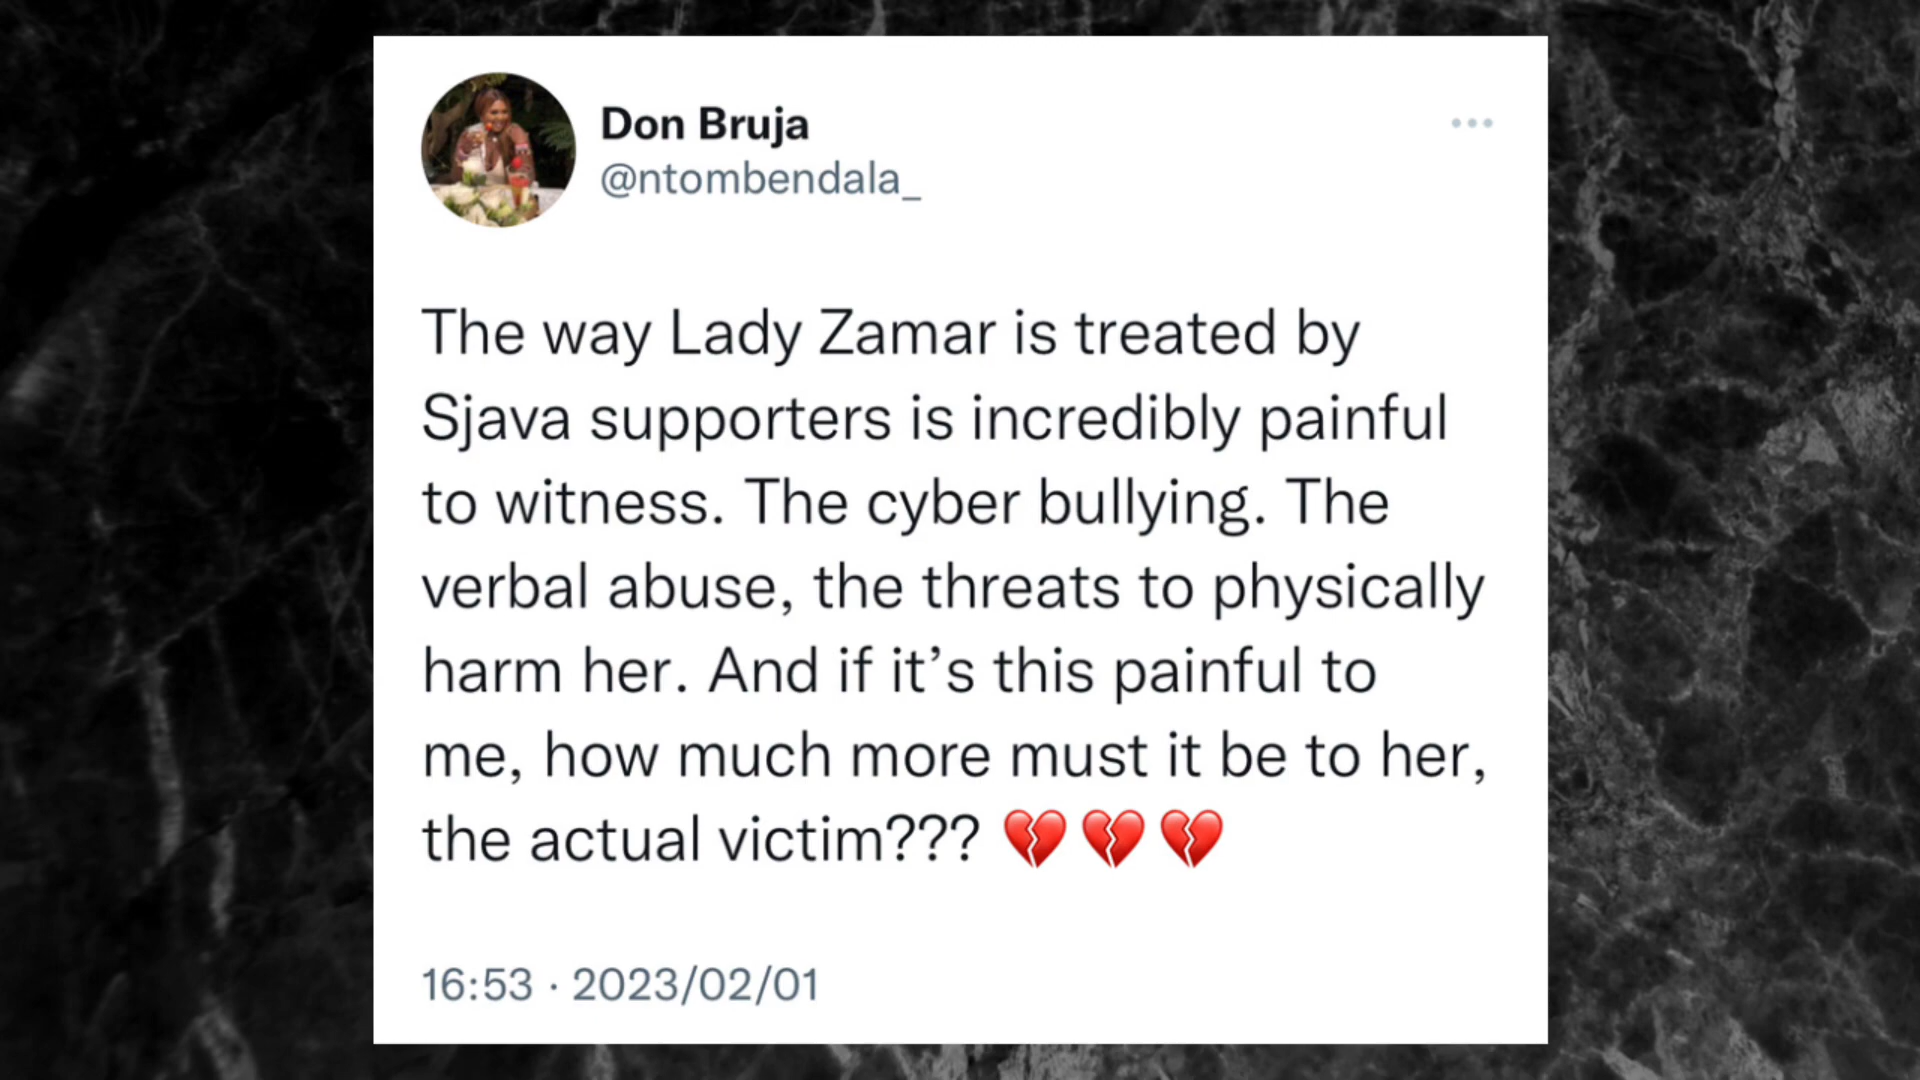 Don Bruja
@ntombendala_
The way Lady Zamar is treated by
Sjava supporters is incredibly painful
to witness. The cyber bullying. The
verbal abuse, the threats to physically
harm her. And if it’s this painful to
me, how much more must it be to her,
the actual victim??? 💔💔💔
16:53 · 2023/02/01